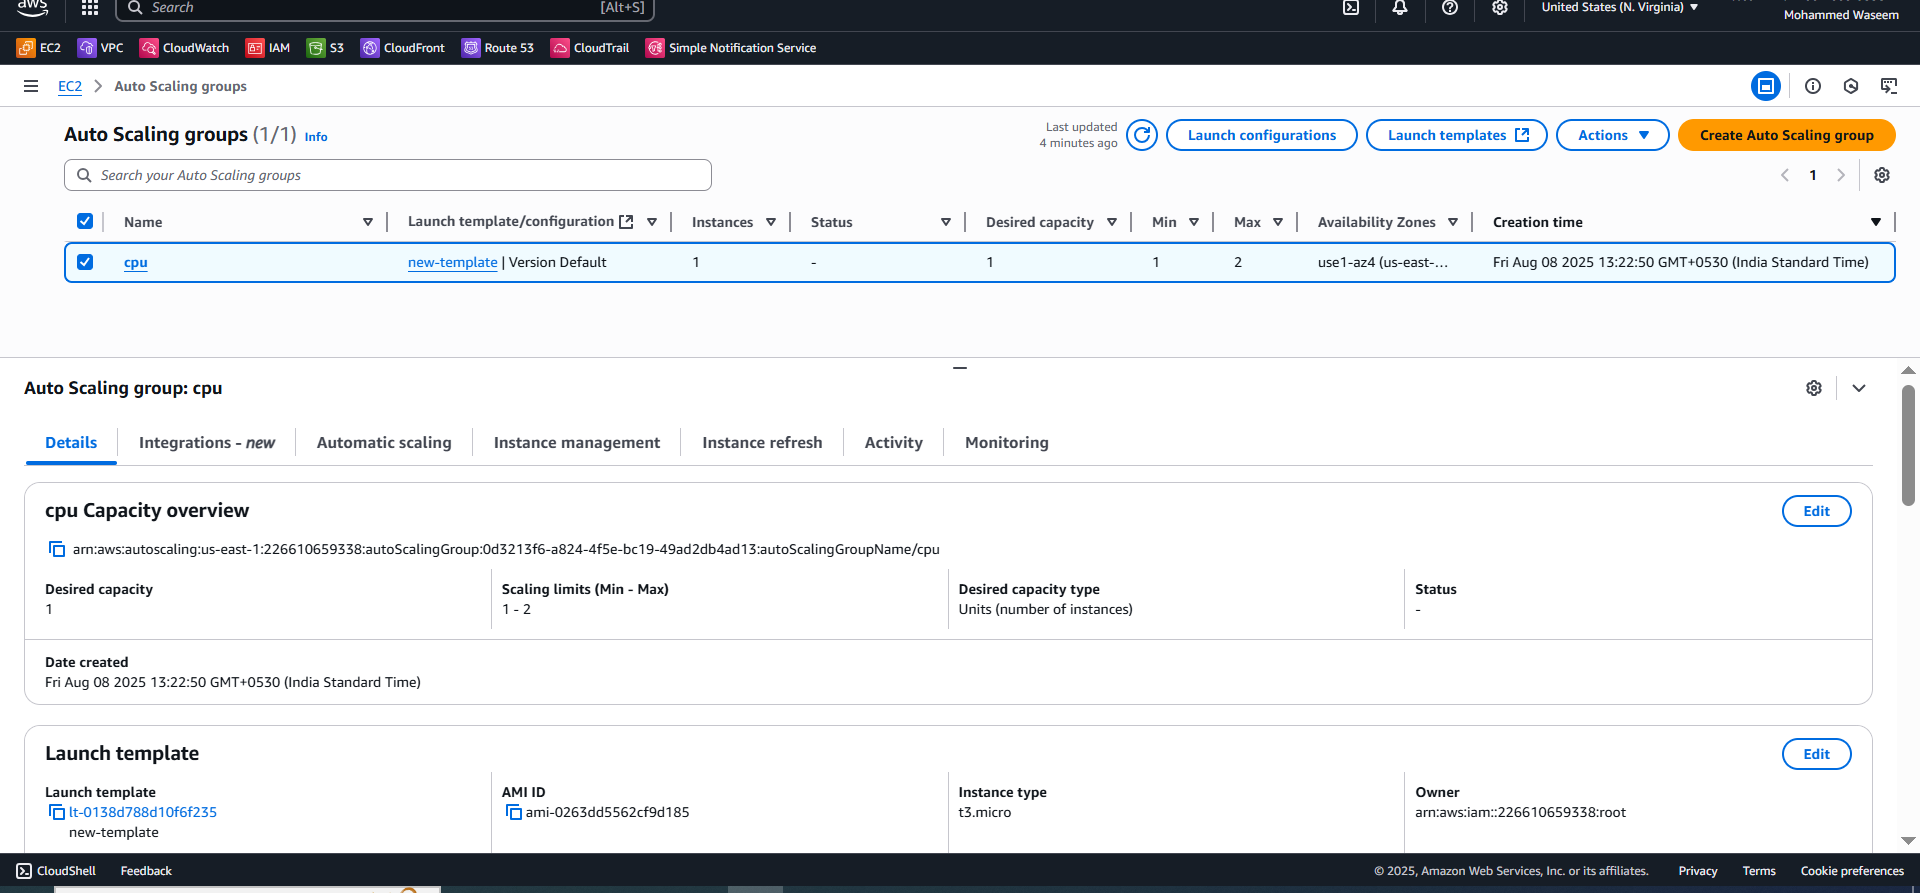 aws
Search [Alt+S]
United States (N. Virginia)
Mohammed Waseem
EC2 VPC CloudWatch IAM S3 CloudFront Route 53 CloudTrail Simple Notification Service
EC2 Auto Scaling groups
Auto Scaling groups (1/1) Info
Last updated
4 minutes ago
Launch configurations Launch templates Actions Create Auto Scaling group
Search your Auto Scaling groups
1
Name Launch template/configuration Instances Status Desired capacity Min Max Availability Zones Creation time
cpu new-template | Version Default 1 - 1 1 2 use1-az4 (us-east-... Fri Aug 08 2025 13:22:50 GMT+0530 (India Standard Time)
Auto Scaling group: cpu
Details Integrations - new Automatic scaling Instance management Instance refresh Activity Monitoring
cpu Capacity overview
Edit
arn:aws:autoscaling:us-east-1:226610659338:autoScalingGroup:0d3213f6-a824-4f5e-bc19-49ad2db4ad13:autoScalingGroupName/cpu
Desired capacity Scaling limits (Min - Max) Desired capacity type Status
1 1 - 2 Units (number of instances) -
Date created
Fri Aug 08 2025 13:22:50 GMT+0530 (India Standard Time)
Launch template
Edit
Launch template AMI ID Instance type Owner
lt-0138d788d10f6f235 ami-0263dd5562cf9d185 t3.micro arn:aws:iam::226610659338:root
new-template
CloudShell Feedback © 2025, Amazon Web Services, Inc. or its affiliates. Privacy Terms Cookie preferences